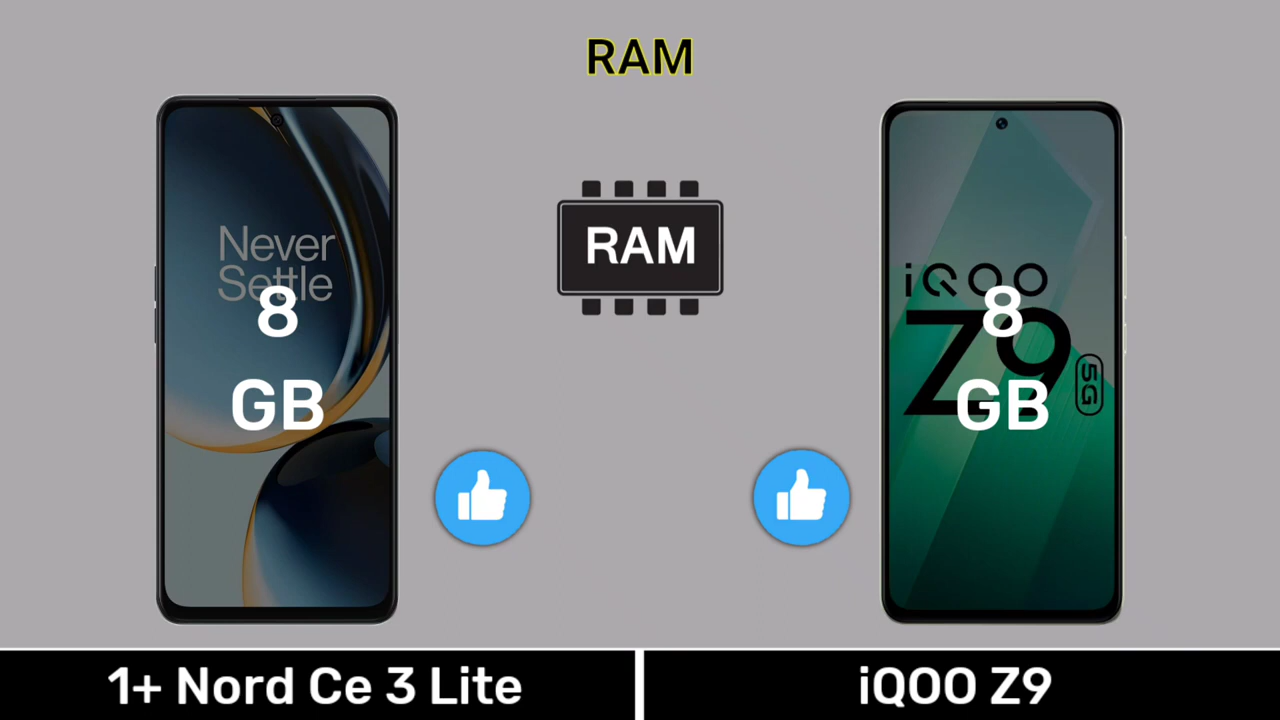 RAM
RAM
Never
Settle
8
GB
iQOO
Z9
5G
8
GB
1+ Nord Ce 3 Lite
iQOO Z9